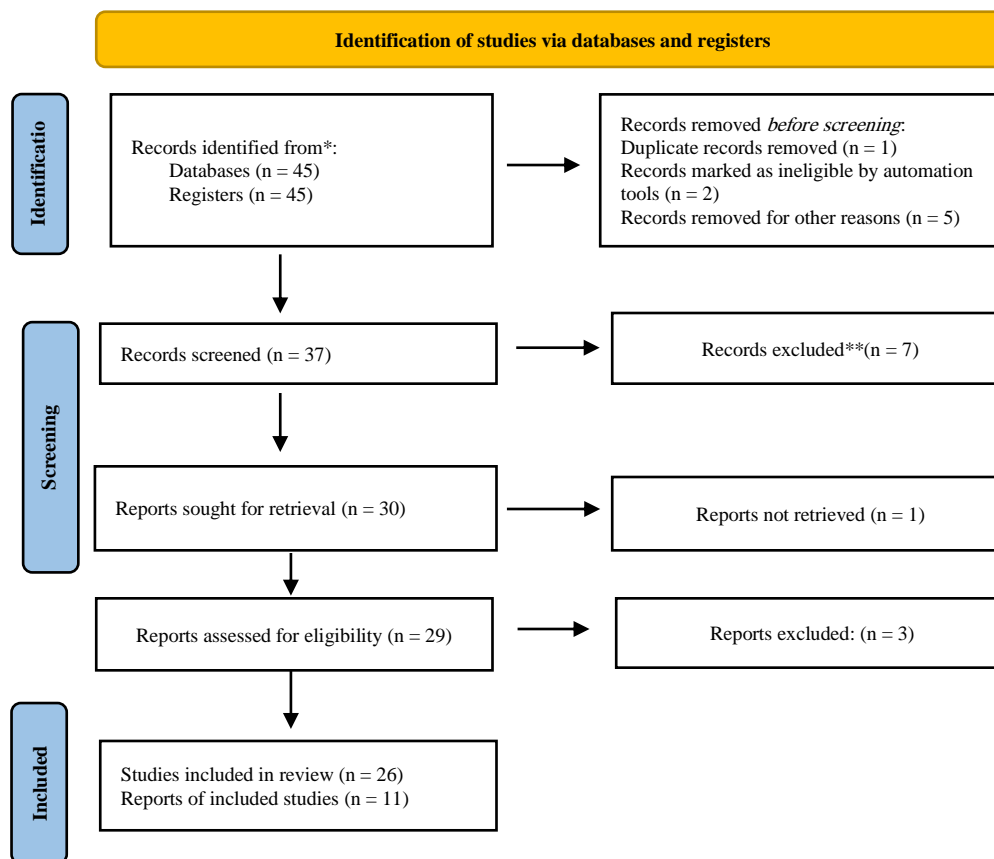 Identification of studies via databases and registers
Identificatio
Records identified from*:
Databases (n = 45)
Registers (n = 45)
Records removed before screening:
Duplicate records removed (n = 1)
Records marked as ineligible by automation
tools (n = 2)
Records removed for other reasons (n = 5)
Screening
Records screened (n = 37)
Records excluded**(n = 7)
Reports sought for retrieval (n = 30)
Reports not retrieved (n = 1)
Reports assessed for eligibility (n = 29)
Reports excluded: (n = 3)
Included
Studies included in review (n = 26)
Reports of included studies (n = 11)